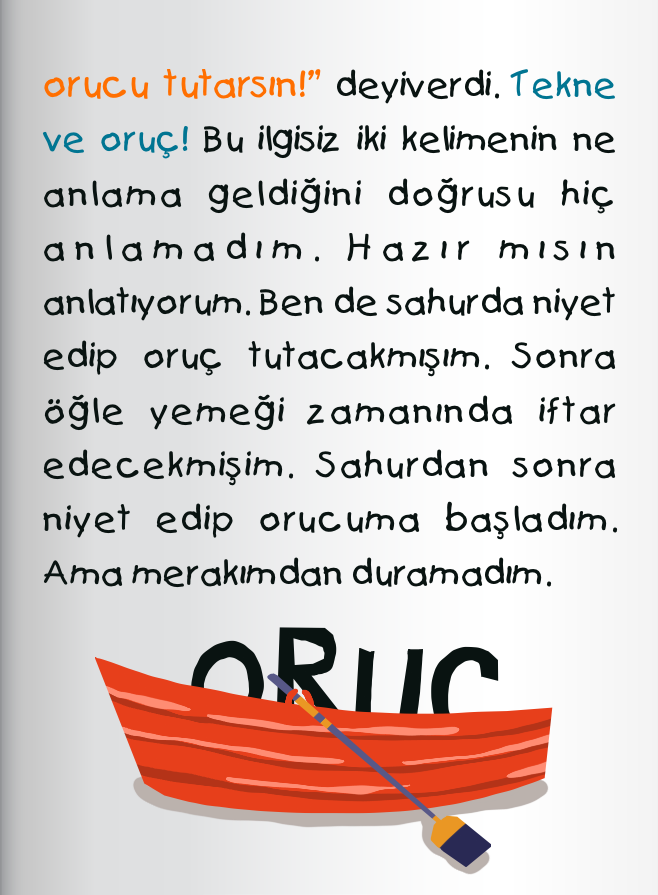 orucu tutarsın!” deyiverdi. Tekne
ve oruç! Bu ilgisiz iki kelimenin ne
anlama geldiğini doğrusu hiç
anlamadım. Hazır mısın
anlatıyorum. Ben de sahurda niyet
edip oruç tutacakmışım. Sonra
öğle yemeği zamanında iftar
edecekmişim. Sahurdan sonra
niyet edip orucuma başladım.
Ama merakımdan duramadım.
ORUC